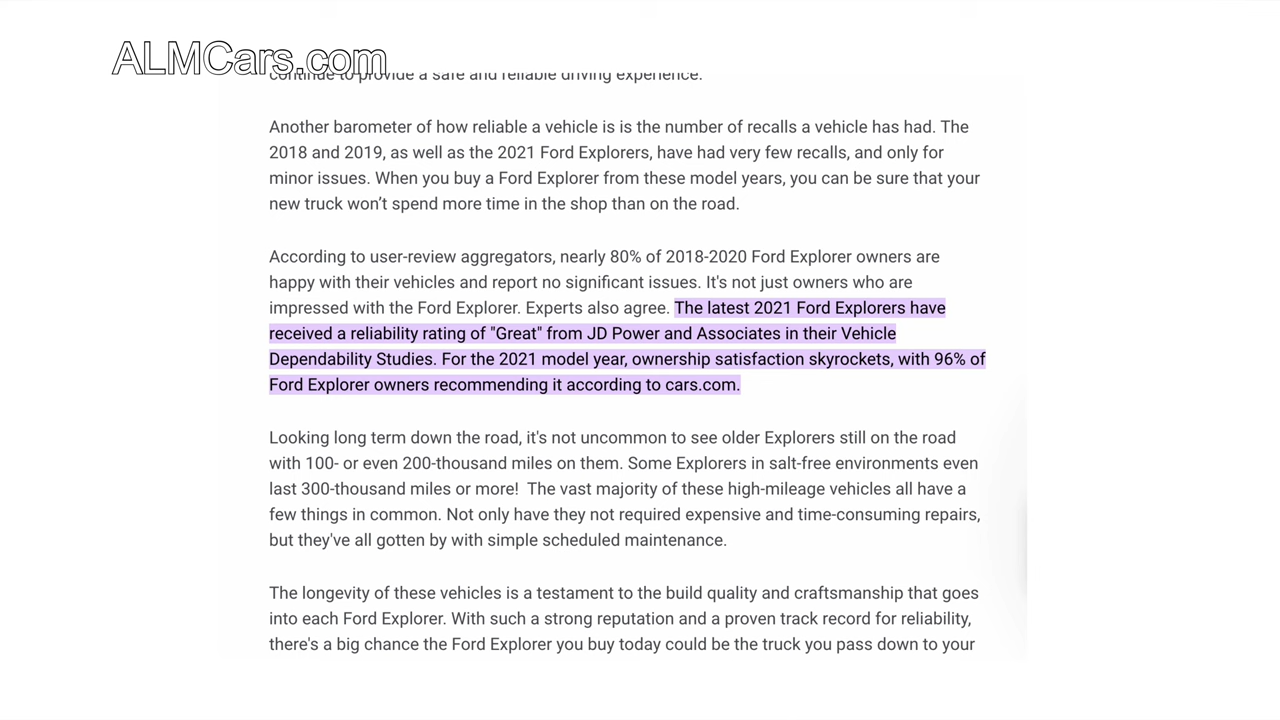 ALMCars.com
continue to provide a safe and reliable driving experience.
Another barometer of how reliable a vehicle is is the number of recalls a vehicle has had. The
2018 and 2019, as well as the 2021 Ford Explorers, have had very few recalls, and only for
minor issues. When you buy a Ford Explorer from these model years, you can be sure that your
new truck won’t spend more time in the shop than on the road.
According to user-review aggregators, nearly 80% of 2018-2020 Ford Explorer owners are
happy with their vehicles and report no significant issues. It's not just owners who are
impressed with the Ford Explorer. Experts also agree. The latest 2021 Ford Explorers have
received a reliability rating of "Great" from JD Power and Associates in their Vehicle
Dependability Studies. For the 2021 model year, ownership satisfaction skyrockets, with 96% of
Ford Explorer owners recommending it according to cars.com.
Looking long term down the road, it's not uncommon to see older Explorers still on the road
with 100- or even 200-thousand miles on them. Some Explorers in salt-free environments even
last 300-thousand miles or more! The vast majority of these high-mileage vehicles all have a
few things in common. Not only have they not required expensive and time-consuming repairs,
but they've all gotten by with simple scheduled maintenance.
The longevity of these vehicles is a testament to the build quality and craftsmanship that goes
into each Ford Explorer. With such a strong reputation and a proven track record for reliability,
there's a big chance the Ford Explorer you buy today could be the truck you pass down to your